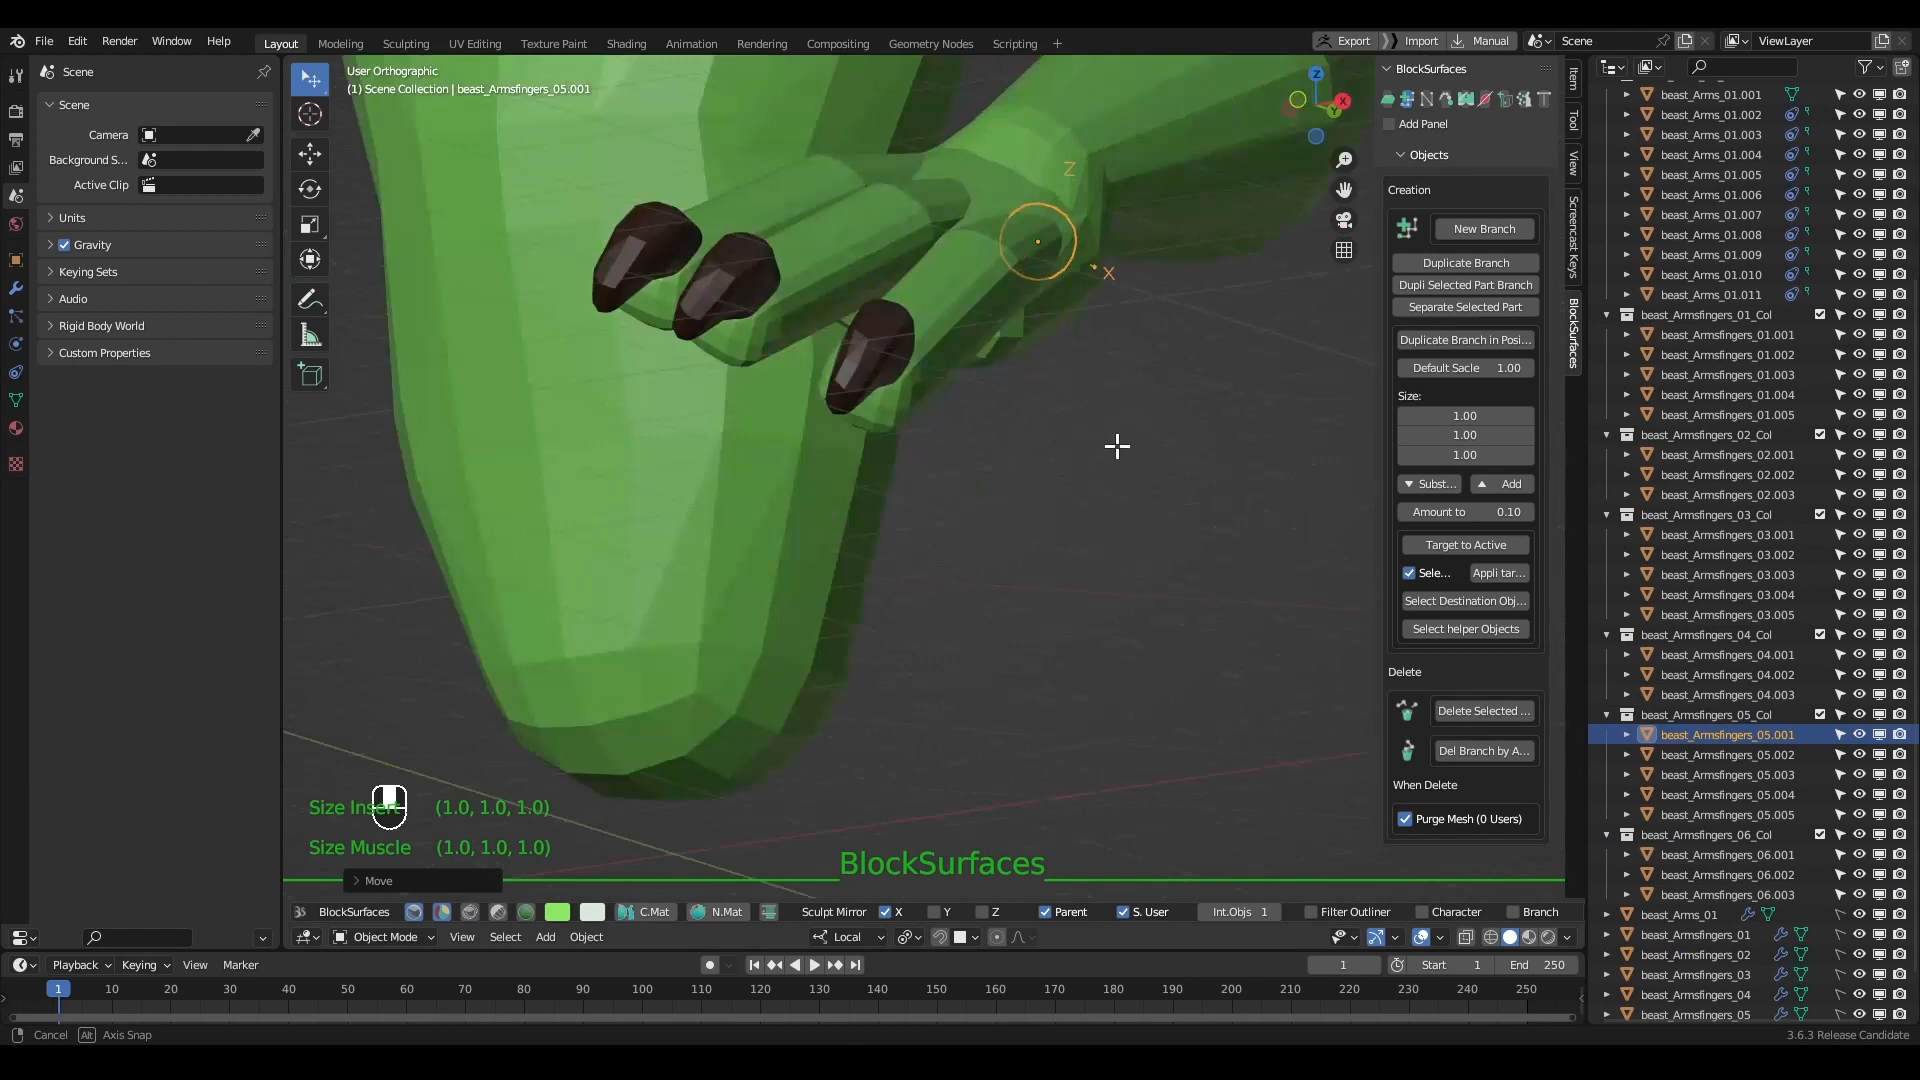 File Edit Render Window Help
Layout Modeling Sculpting UV Editing Texture Paint Shading Animation Rendering Compositing Geometry Nodes Scripting +
Export Import Manual Scene ViewLayer
Scene
Scene
Camera
Background S...
Active Clip
Units
Gravity
Keying Sets
Audio
Rigid Body World
Custom Properties
User Orthographic
(1) Scene Collection | beast_Armsfingers_05.001
Z
X
Y
Z
X
Size Insert (1.0, 1.0, 1.0)
Size Muscle (1.0, 1.0, 1.0)
Move
BlockSurfaces
BlockSurfaces
Add Panel
Objects
Creation
New Branch
Duplicate Branch
Dupli Selected Part Branch
Separate Selected Part
Duplicate Branch in Posi...
Default Sacle 1.00
Size:
1.00
1.00
1.00
Subst... Add
Amount to 0.10
Target to Active
Sele... Appli tar...
Select Destination Obj...
Select helper Objects
Delete
Delete Selected ...
Del Branch by A...
When Delete
Purge Mesh (0 Users)
Item
Tool
View
Screencast Keys
BlockSurfaces
beast_Arms_01.001
beast_Arms_01.002
beast_Arms_01.003
beast_Arms_01.004
beast_Arms_01.005
beast_Arms_01.006
beast_Arms_01.007
beast_Arms_01.008
beast_Arms_01.009
beast_Arms_01.010
beast_Arms_01.011
beast_Armsfingers_01_Col
beast_Armsfingers_01.001
beast_Armsfingers_01.002
beast_Armsfingers_01.003
beast_Armsfingers_01.004
beast_Armsfingers_01.005
beast_Armsfingers_02_Col
beast_Armsfingers_02.001
beast_Armsfingers_02.002
beast_Armsfingers_02.003
beast_Armsfingers_03_Col
beast_Armsfingers_03.001
beast_Armsfingers_03.002
beast_Armsfingers_03.003
beast_Armsfingers_03.004
beast_Armsfingers_03.005
beast_Armsfingers_04_Col
beast_Armsfingers_04.001
beast_Armsfingers_04.002
beast_Armsfingers_04.003
beast_Armsfingers_05_Col
beast_Armsfingers_05.001
beast_Armsfingers_05.002
beast_Armsfingers_05.003
beast_Armsfingers_05.004
beast_Armsfingers_05.005
beast_Armsfingers_06_Col
beast_Armsfingers_06.001
beast_Armsfingers_06.002
beast_Armsfingers_06.003
beast_Arms_01
beast_Armsfingers_01
beast_Armsfingers_02
beast_Armsfingers_03
beast_Armsfingers_04
beast_Armsfingers_05
BlockSurfaces C.Mat N.Mat Sculpt Mirror X Y Z Parent S. User Int.Objs 1 Filter Outliner Character Branch
Object Mode View Select Add Object Local
Playback Keying View Marker 1 Start 1 End 250
1 10 20 30 40 50 60 70 80 90 100 110 120 130 140 150 160 170 180 190 200 210 220 230 240 250
Cancel Alt Axis Snap 3.6.3 Release Candidate